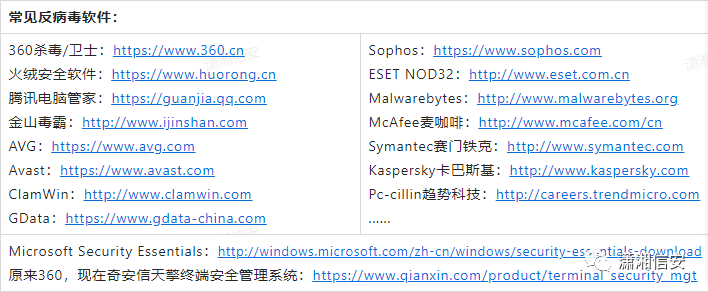 常见反病毒软件：
360杀毒/卫士：https://www.360.cn
火绒安全软件：https://www.huorong.cn
腾讯电脑管家：https://guanjia.qq.com
金山毒霸：http://www.ijinshan.com
AVG：https://www.avg.com
Avast：https://www.avast.com
ClamWin：http://www.clamwin.com
GData：https://www.gdata-china.com
Sophos：https://www.sophos.com
ESET NOD32：http://www.eset.com.cn
Malwarebytes：http://www.malwarebytes.org
McAfee麦咖啡：http://www.mcafee.com/cn
Symantec赛门铁克：http://www.symantec.com
Kaspersky卡巴斯基：http://www.kaspersky.com
Pc-cillin趋势科技：http://careers.trendmicro.com
……
Microsoft Security Essentials：http://windows.microsoft.com/zh-cn/windows/security-essentials-download
原来360，现在奇安信天擎终端安全管理系统：https://www.qianxin.com/product/terminal_security_mgt
潇湘信安